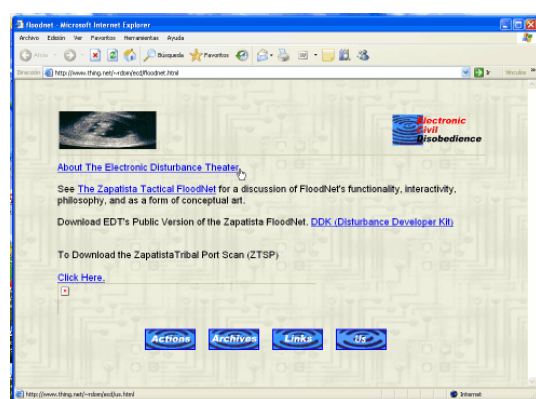 floodnet - Microsoft Internet Explorer
Archivo Edición Ver Favoritos Herramientas Ayuda
Atrás Búsqueda Favoritos
Dirección http://www.thing.net/~rdom/ecd/floodnet.html Ir Vínculos »
Electronic
Civil
Disobedience
About The Electronic Disturbance Theater.
See The Zapatista Tactical FloodNet for a discussion of FloodNet's functionality, interactivity,
philosophy, and as a form of conceptual art.
Download EDT's Public Version of the Zapatista FloodNet. DDK (Disturbance Developer Kit)
To Download the ZapatistaTribal Port Scan (ZTSP)
Click Here.
Actions Archives Links Us
http://www.thing.net/~rdom/ecd/us.html Internet